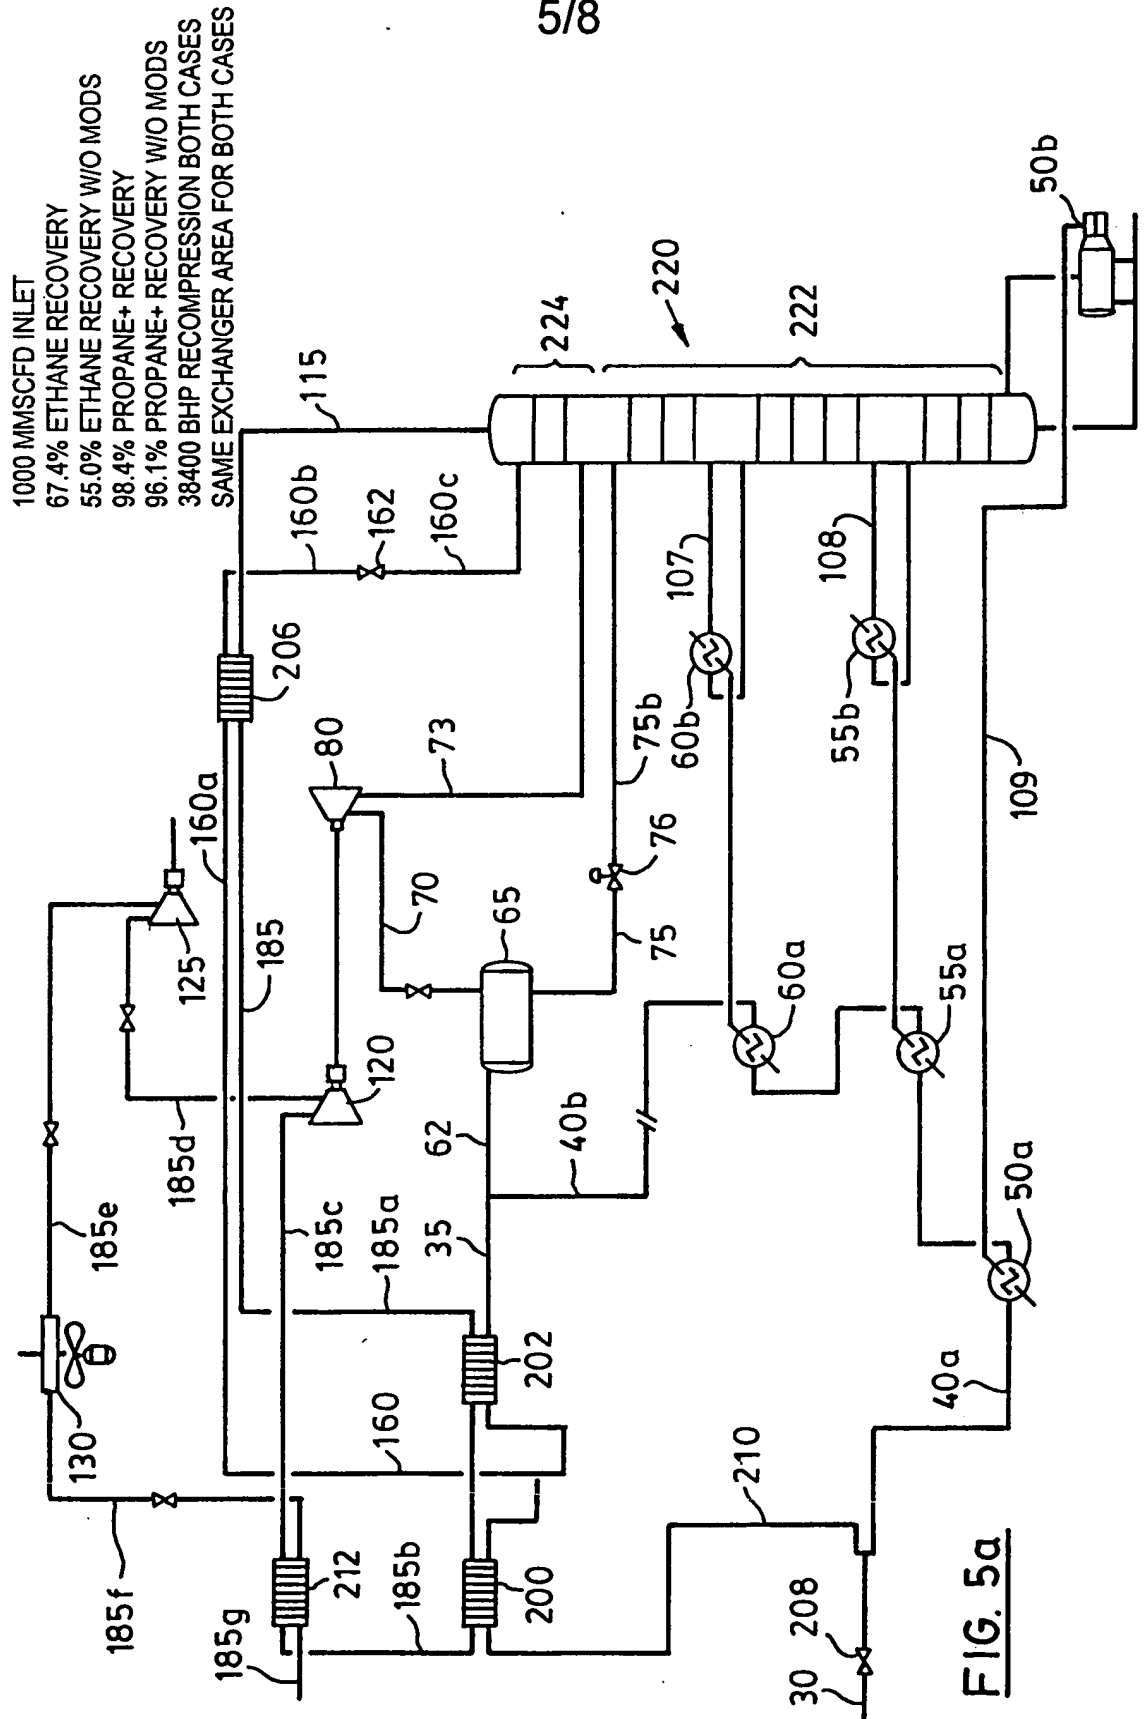 5/8
1000 MMSCFD INLET
67.4% ETHANE RECOVERY
55.0% ETHANE RECOVERY W/O MODS
98.4% PROPANE+ RECOVERY
96.1% PROPANE+ RECOVERY W/O MODS
38400 BHP RECOMPRESSION BOTH CASES
SAME EXCHANGER AREA FOR BOTH CASES
185f
130
185e
185d
125
160a
185
206
160b
162
160c
115
224
220
222
50b
185g
212
185b
200
160
202
185c
185a
35
62
120
40b
65
70
80
73
75
76
75b
60b
107
55b
108
60a
55a
109
50a
40a
210
208
30
FIG. 5a